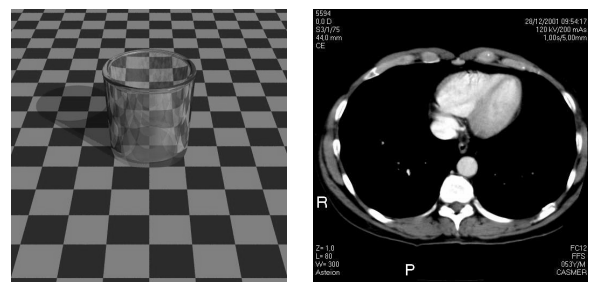 5594
0.0 D
S3/1/75
44,0 mm
CE
28/12/2001 09:54:17
120 kV/200 mAs
1,00s/5,00mm
R
Z= 1.0
L= 80
W= 300
Asteion
P
FC12
FFS
053Y/M
CASMER